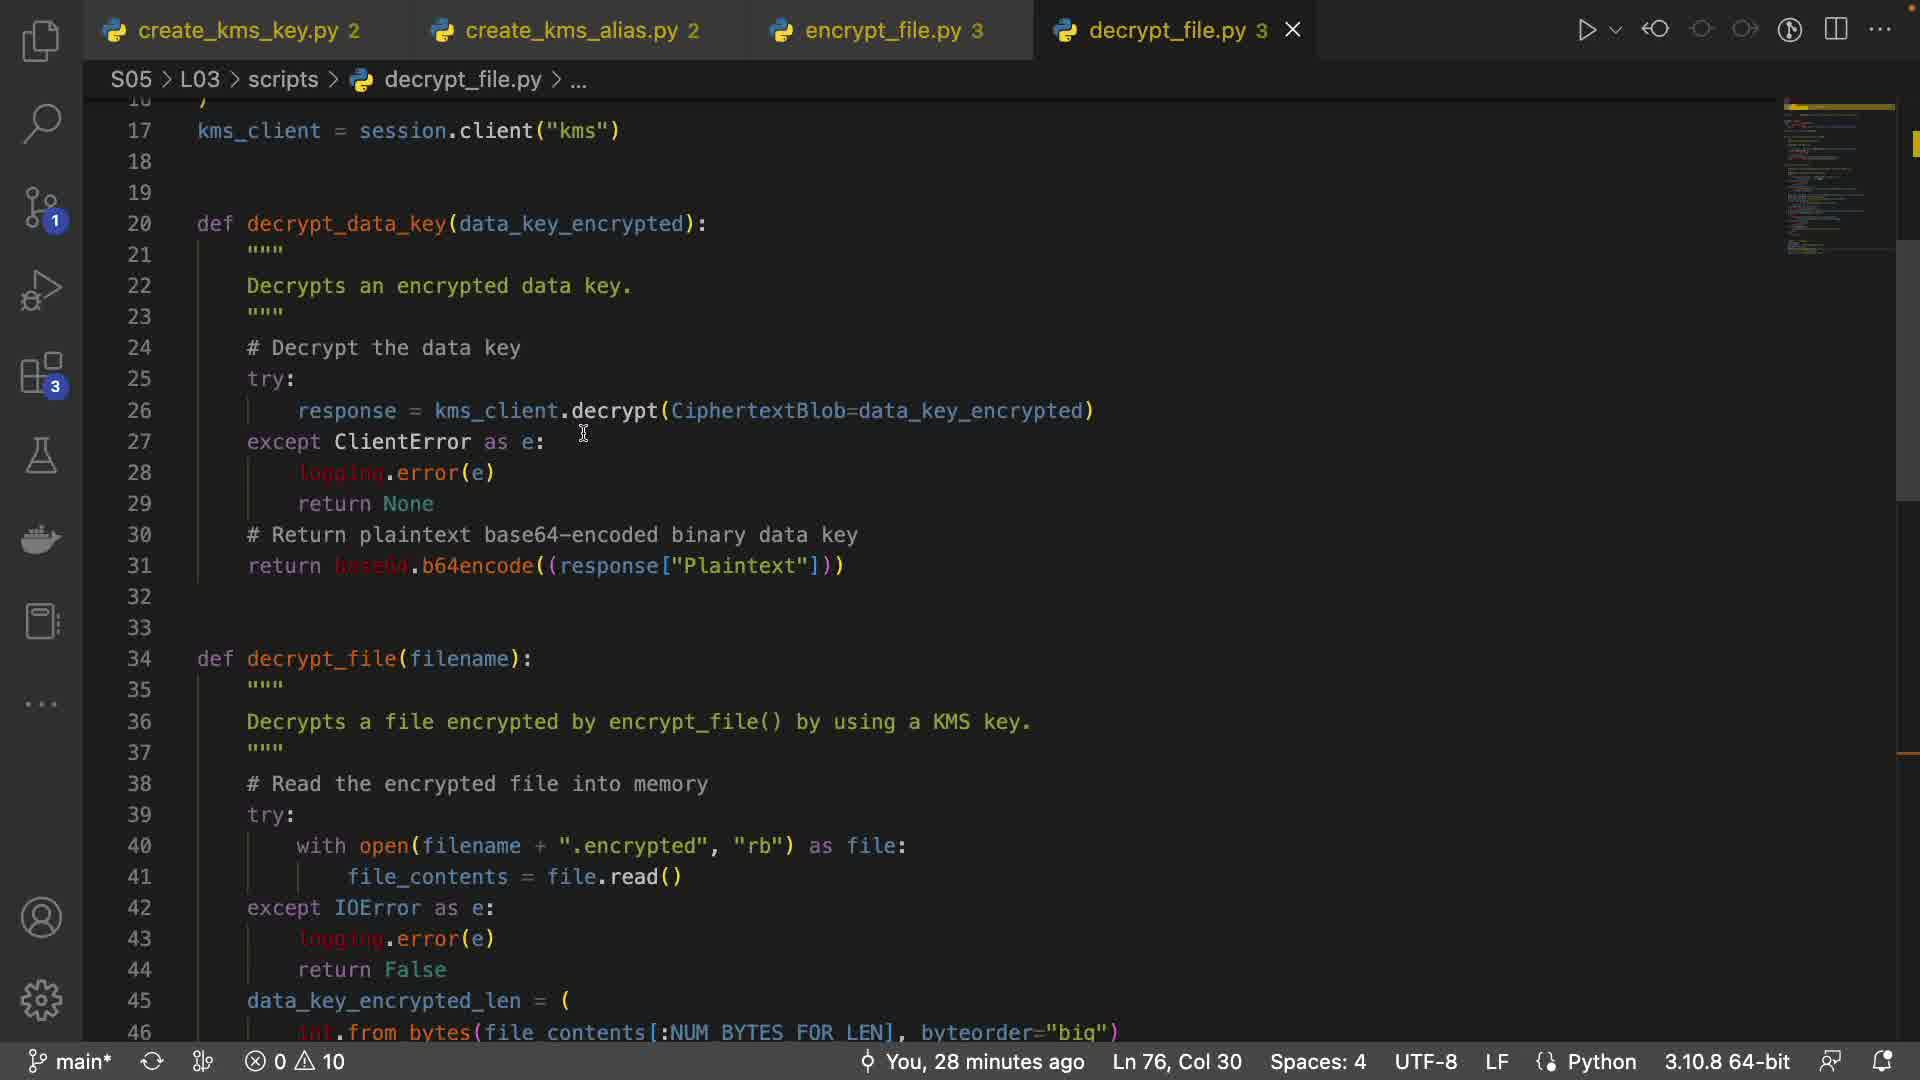 create_kms_key.py 2
create_kms_alias.py 2
encrypt_file.py 3
decrypt_file.py 3
S05 > L03 > scripts > decrypt_file.py > ...
16 )
17 kms_client = session.client("kms")
18
19
20 def decrypt_data_key(data_key_encrypted):
21 """
22 Decrypts an encrypted data key.
23 """
24 # Decrypt the data key
25 try:
26 response = kms_client.decrypt(CiphertextBlob=data_key_encrypted)
27 except ClientError as e:
28 logging.error(e)
29 return None
30 # Return plaintext base64-encoded binary data key
31 return base64.b64encode((response["Plaintext"]))
32
33
34 def decrypt_file(filename):
35 """
36 Decrypts a file encrypted by encrypt_file() by using a KMS key.
37 """
38 # Read the encrypted file into memory
39 try:
40 with open(filename + ".encrypted", "rb") as file:
41 file_contents = file.read()
42 except IOError as e:
43 logging.error(e)
44 return False
45 data_key_encrypted_len = (
46 int.from_bytes(file_contents[:NUM_BYTES_FOR_LEN], byteorder="big")
1
3
main*
0
10
You, 28 minutes ago
Ln 76, Col 30
Spaces: 4
UTF-8
LF
Python
3.10.8 64-bit